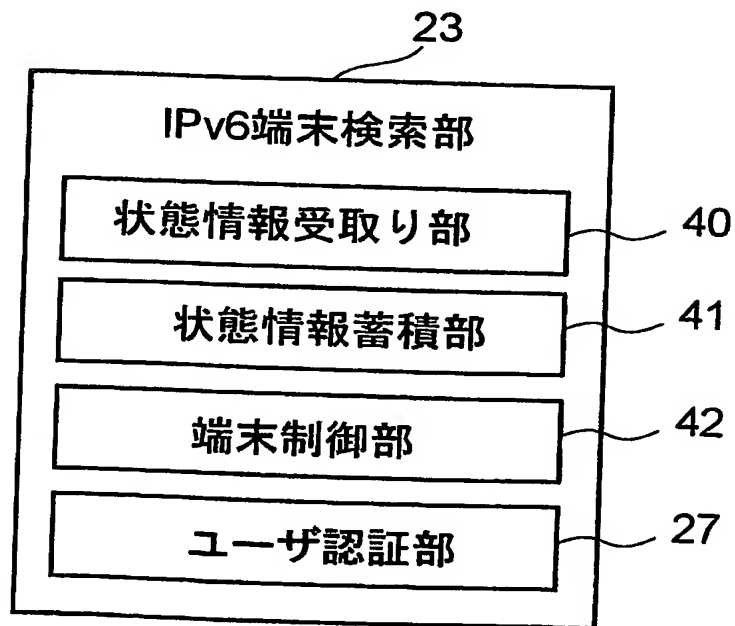 23
IPv6端末検索部
状態情報受取り部 40
状態情報蓄積部 41
端末制御部 42
ユーザ認証部 27